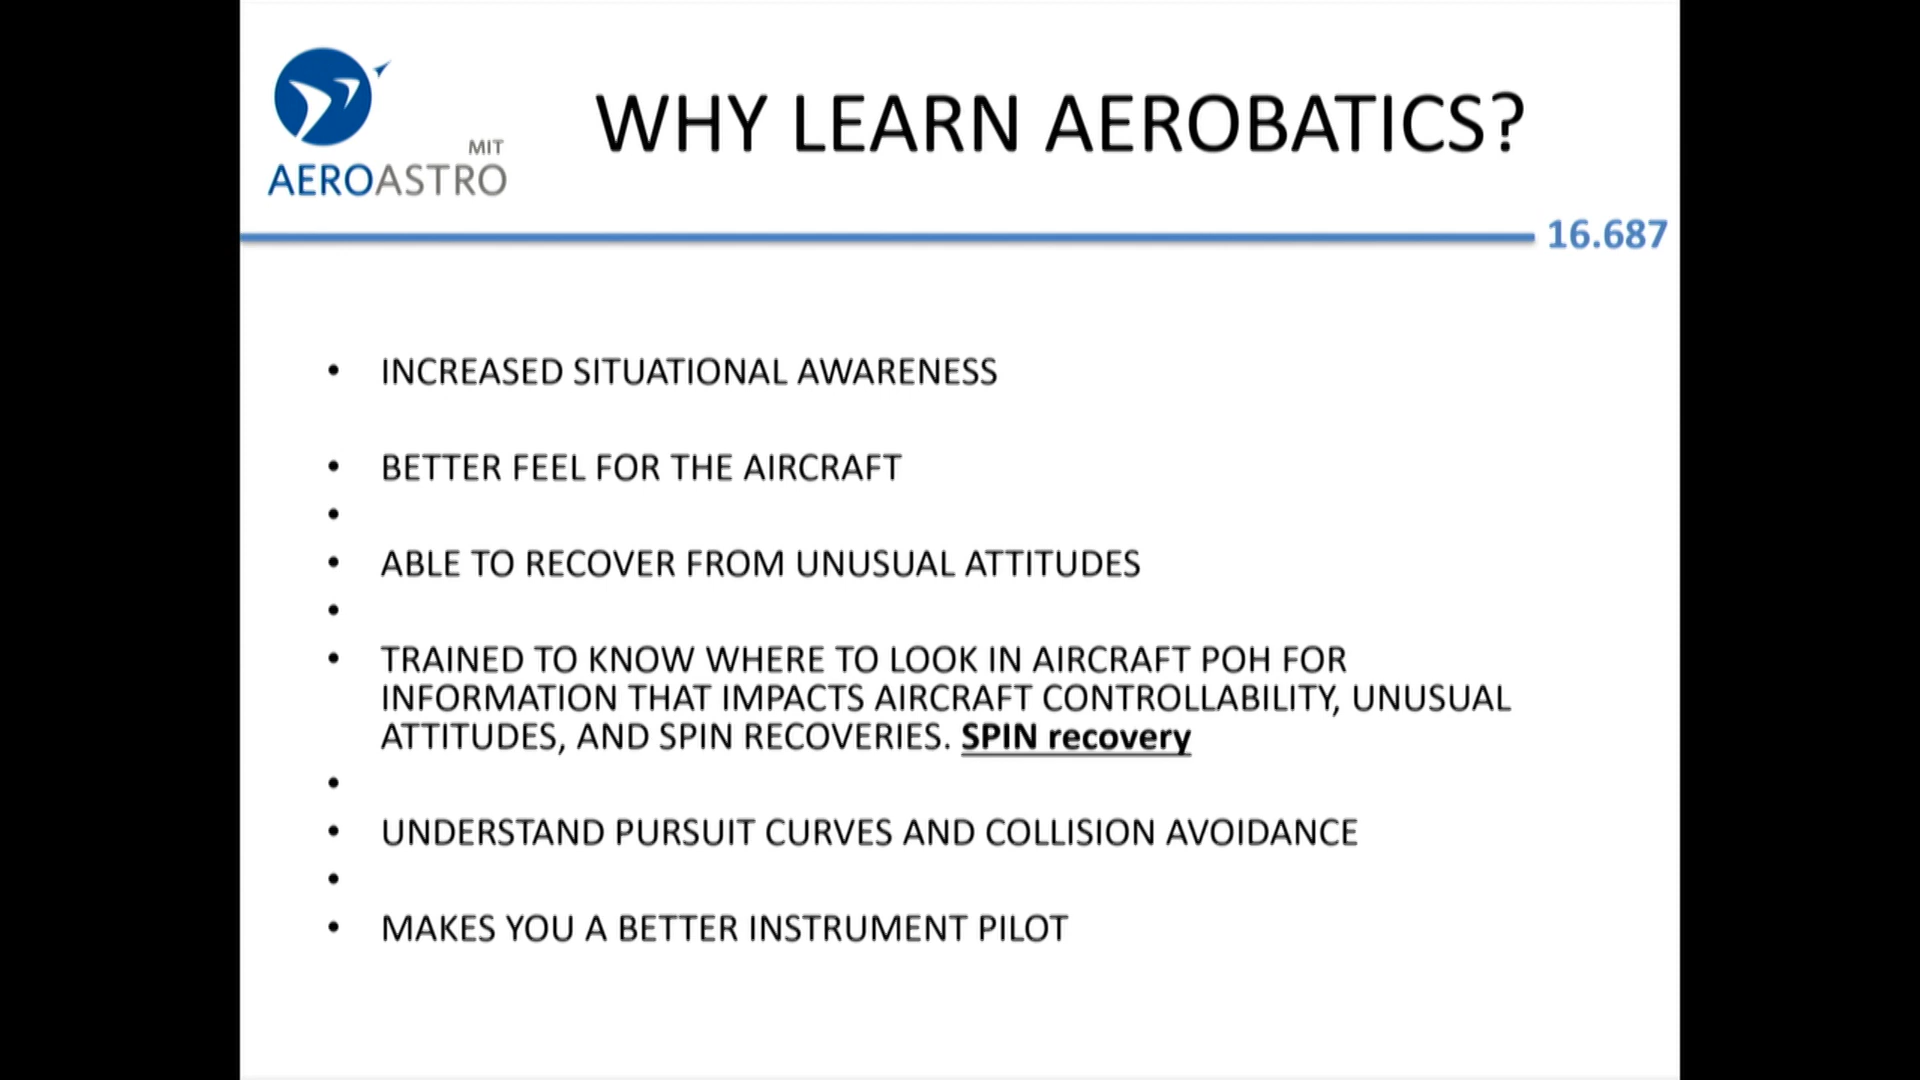 MIT
AEROASTRO
WHY LEARN AEROBATICS?
16.687
• INCREASED SITUATIONAL AWARENESS
• BETTER FEEL FOR THE AIRCRAFT
•
• ABLE TO RECOVER FROM UNUSUAL ATTITUDES
•
• TRAINED TO KNOW WHERE TO LOOK IN AIRCRAFT POH FOR
INFORMATION THAT IMPACTS AIRCRAFT CONTROLLABILITY, UNUSUAL
ATTITUDES, AND SPIN RECOVERIES. SPIN recovery
•
• UNDERSTAND PURSUIT CURVES AND COLLISION AVOIDANCE
•
• MAKES YOU A BETTER INSTRUMENT PILOT